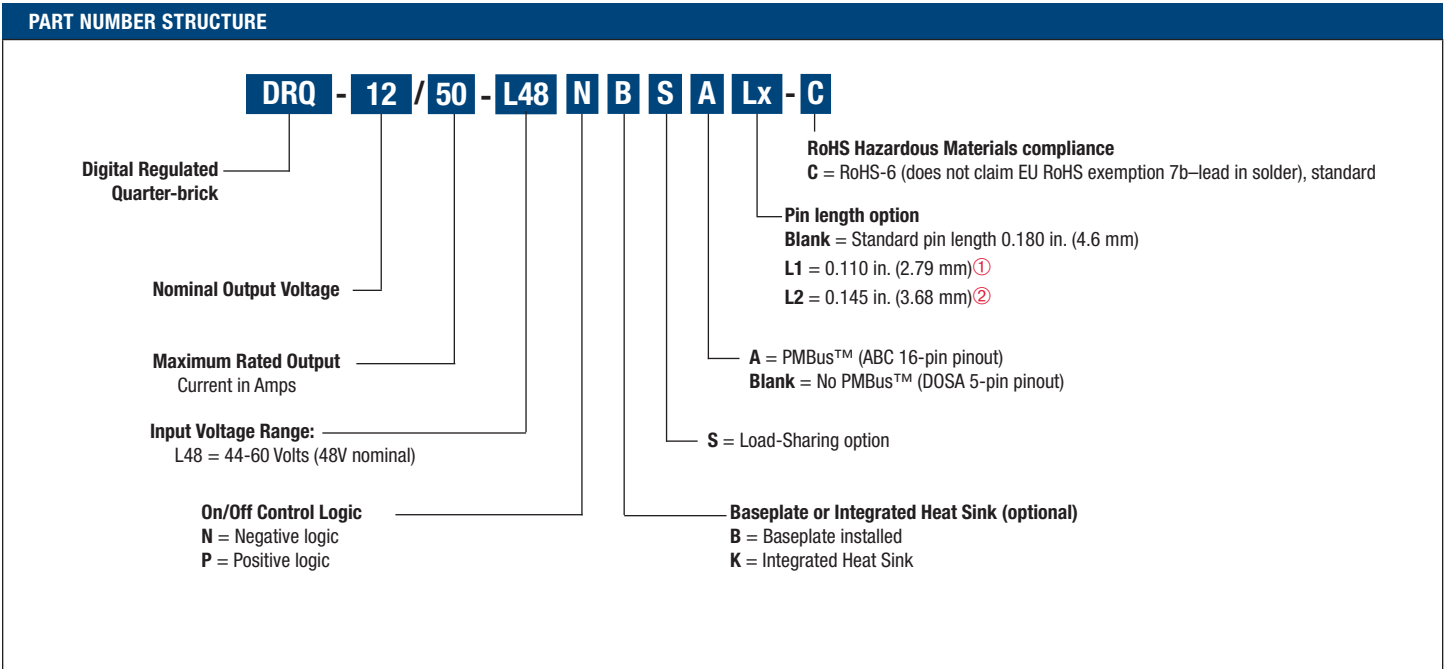 PART NUMBER STRUCTURE
DRQ - 12 / 50 - L48 N B S A Lx - C
RoHS Hazardous Materials compliance
C = RoHS-6 (does not claim EU RoHS exemption 7b–lead in solder), standard
Digital Regulated
Quarter-brick
Pin length option
Blank = Standard pin length 0.180 in. (4.6 mm)
L1 = 0.110 in. (2.79 mm)①
L2 = 0.145 in. (3.68 mm)②
Nominal Output Voltage
Maximum Rated Output
Current in Amps
A = PMBus™ (ABC 16-pin pinout)
Blank = No PMBus™ (DOSA 5-pin pinout)
Input Voltage Range:
L48 = 44-60 Volts (48V nominal)
S = Load-Sharing option
On/Off Control Logic
N = Negative logic
P = Positive logic
Baseplate or Integrated Heat Sink (optional)
B = Baseplate installed
K = Integrated Heat Sink